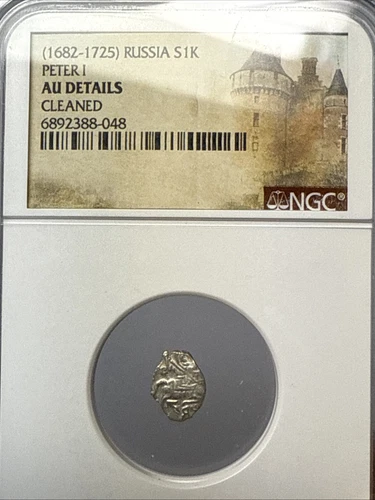 (1682-1725) RUSSIA S1K
PETER I
AU DETAILS
CLEANED
6892388-048
NGC®